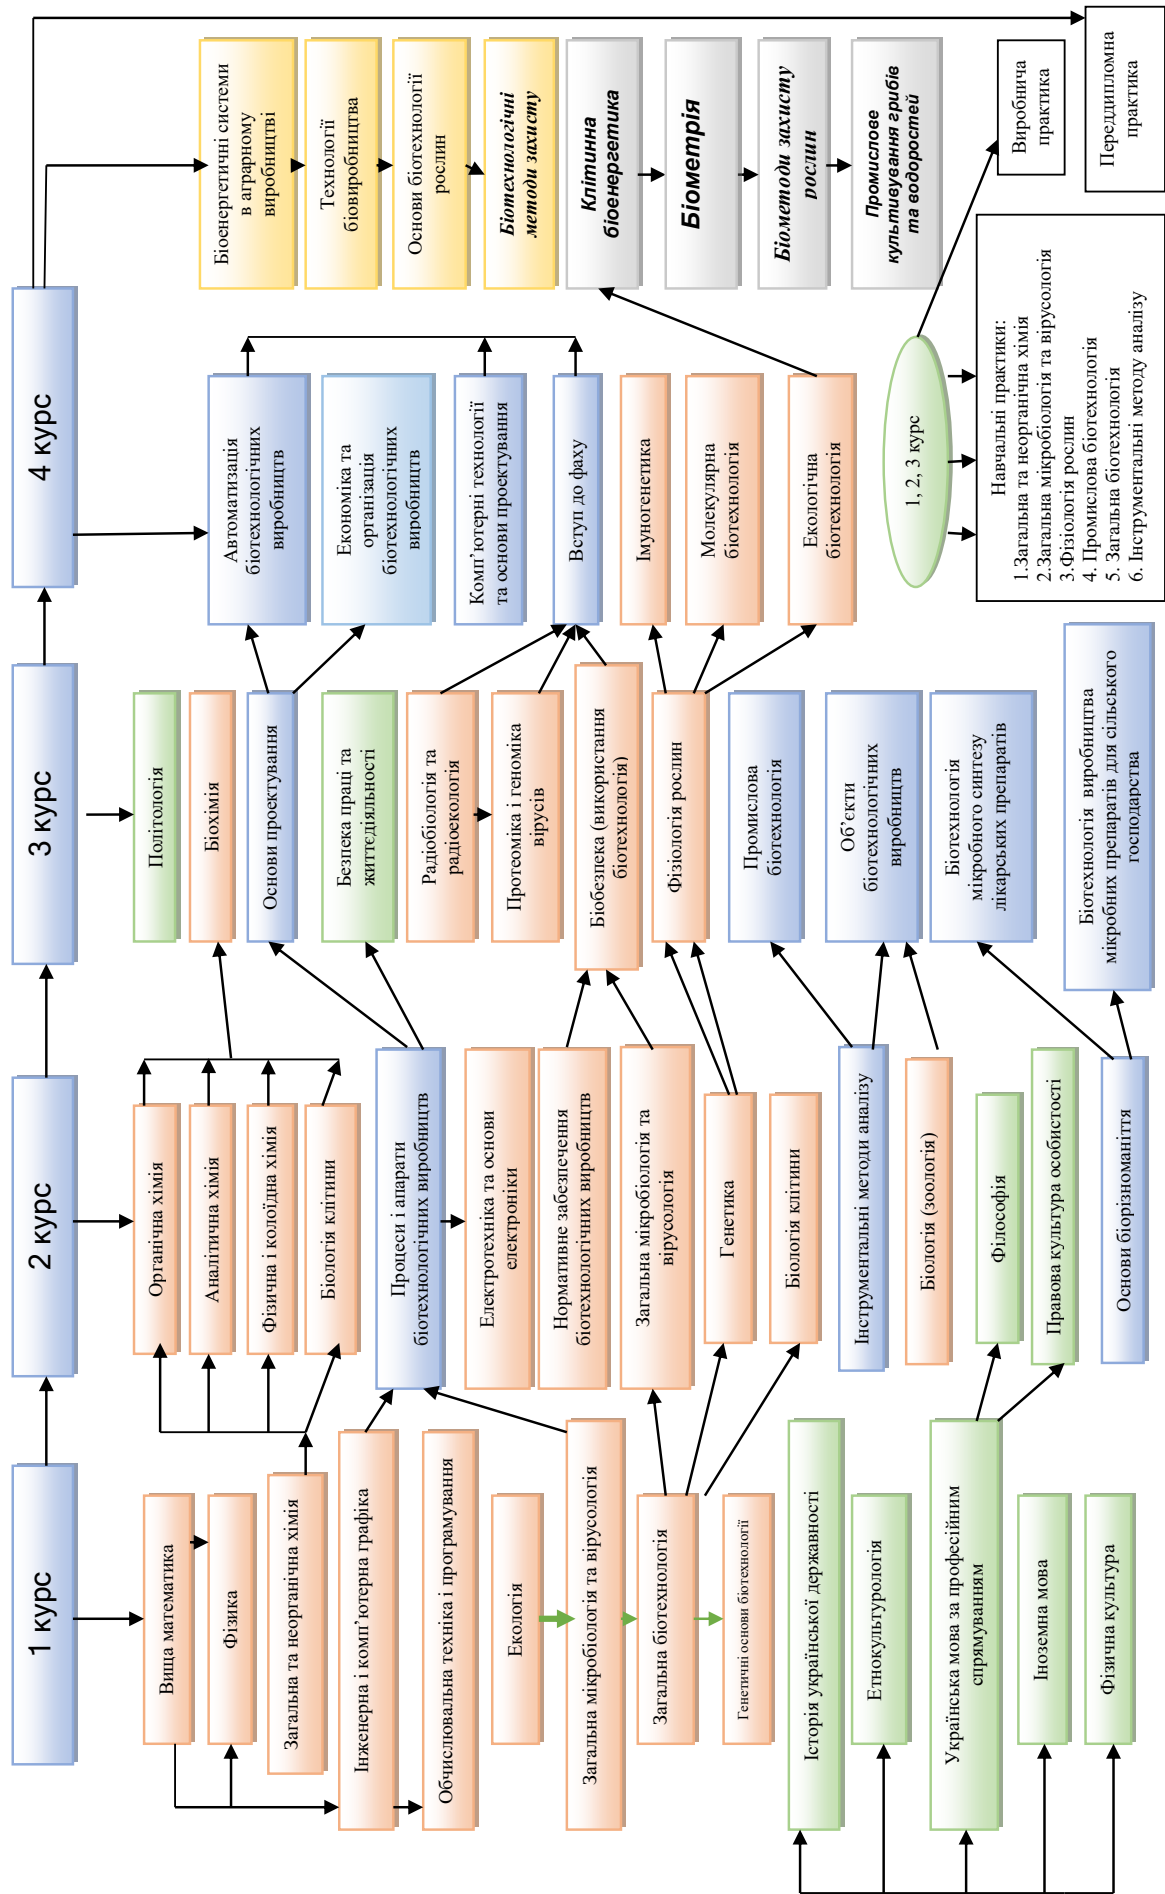 1 курс
2 курс
3 курс
4 курс
Вища математика
Фізика
Загальна та неорганічна хімія
Інженерна і комп’ютерна графіка
Обчислювальна техніка і програмування
Екологія
Загальна мікробіологія та вірусологія
Загальна біотехнологія
Генетичні основи біотехнології
Історія української державності
Етнокультурологія
Українська мова за професійним
спрямуванням
Іноземна мова
Фізична культура
Органічна хімія
Аналітична хімія
Фізична і колоїдна хімія
Біологія клітини
Процеси і апарати
біотехнологічних виробництв
Електротехніка та основи
електроніки
Нормативне забезпечення
біотехнологічних виробництв
Загальна мікробіологія та
вірусологія
Генетика
Біологія клітини
Інструментальні методи аналізу
Біологія (зоологія)
Філософія
Правова культура особистості
Основи біорізноманіття
Політологія
Біохімія
Основи проектування
Безпека праці та
життєдіяльності
Радіобіологія та
радіоекологія
Протеоміка і геноміка
вірусів
Біобезпека (використання
біотехнологія)
Фізіологія рослин
Промислова
біотехнологія
Об’єкти
біотехнологічних
виробництв
Біотехнологія
мікробного синтезу
лікарських препаратів
Біотехнологія виробництва
мікробних препаратів для сільського
господарства
Автоматизація
біотехнологічних
виробництв
Економіка та
організація
біотехнологічних
виробництв
Комп’ютерні технології
та основи проектування
Вступ до фаху
Імуногенетика
Молекулярна
біотехнологія
Екологічна
біотехнологія
Біоенергетичні системи
в аграрному
виробництві
Технології
біовиробництва
Основи біотехнології
рослин
Біотехнологічні
методи захисту
Клітинна
біоенергетика
Біометрія
Біометоди захисту
рослин
Промислове
культивування грибів
та водоростей
1, 2, 3 курс
Навчальні практики:
1.Загальна та неорганічна хімія
2.Загальна мікробіологія та вірусологія
3.Фізіологія рослин
4. Промислова біотехнологія
5. Загальна біотехнологія
6. Інструментальні методу аналізу
Виробнича
практика
Переддипломна
практика